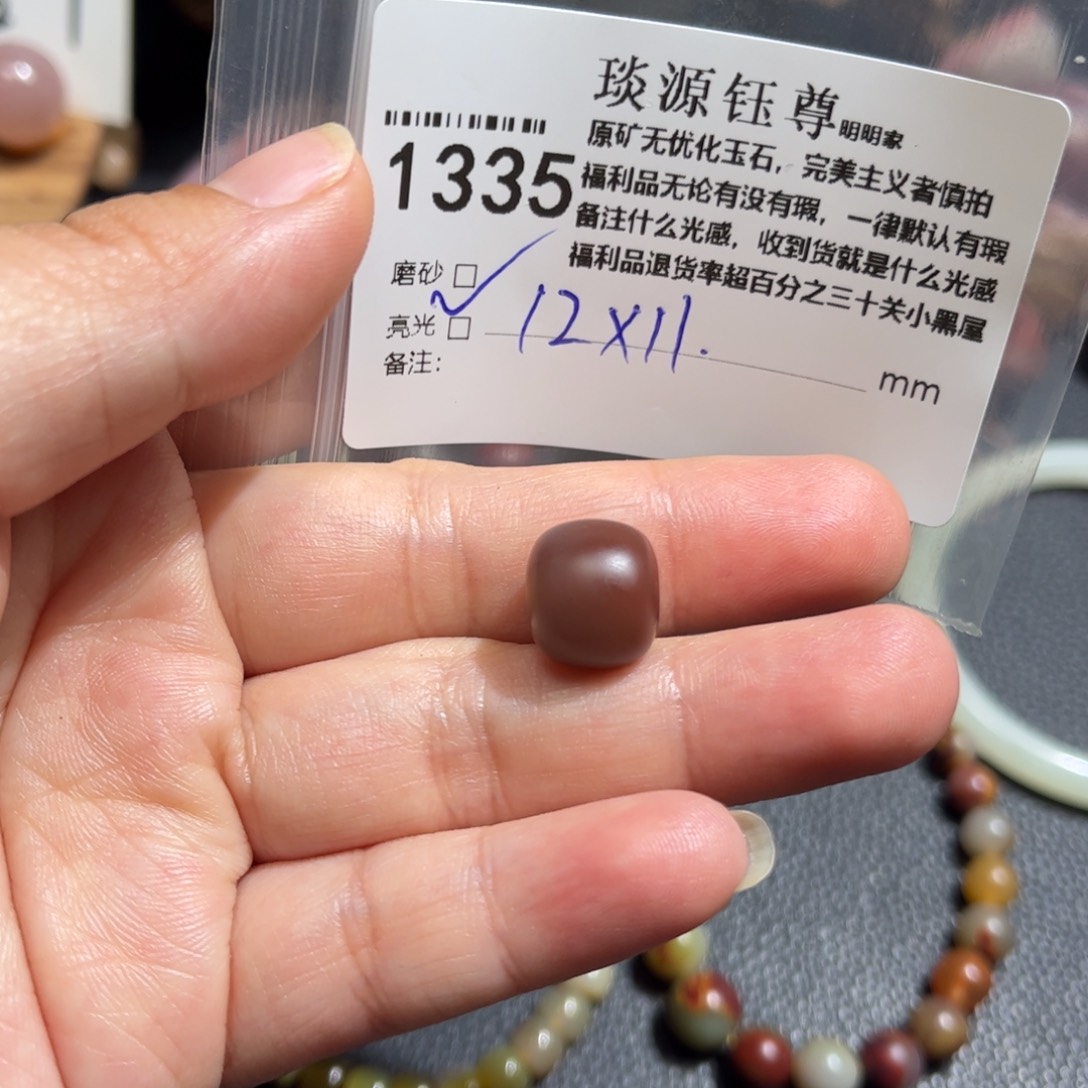 琰源钰尊明明家
1335
原矿无优化玉石，完美主义者慎拍
福利品无论有没有瑕，一律默认有瑕
备注什么光感，收到货就是什么光感
福利品退货率超百分之三十关小黑屋
磨砂 □
亮光 □ 12X11. mm
备注：